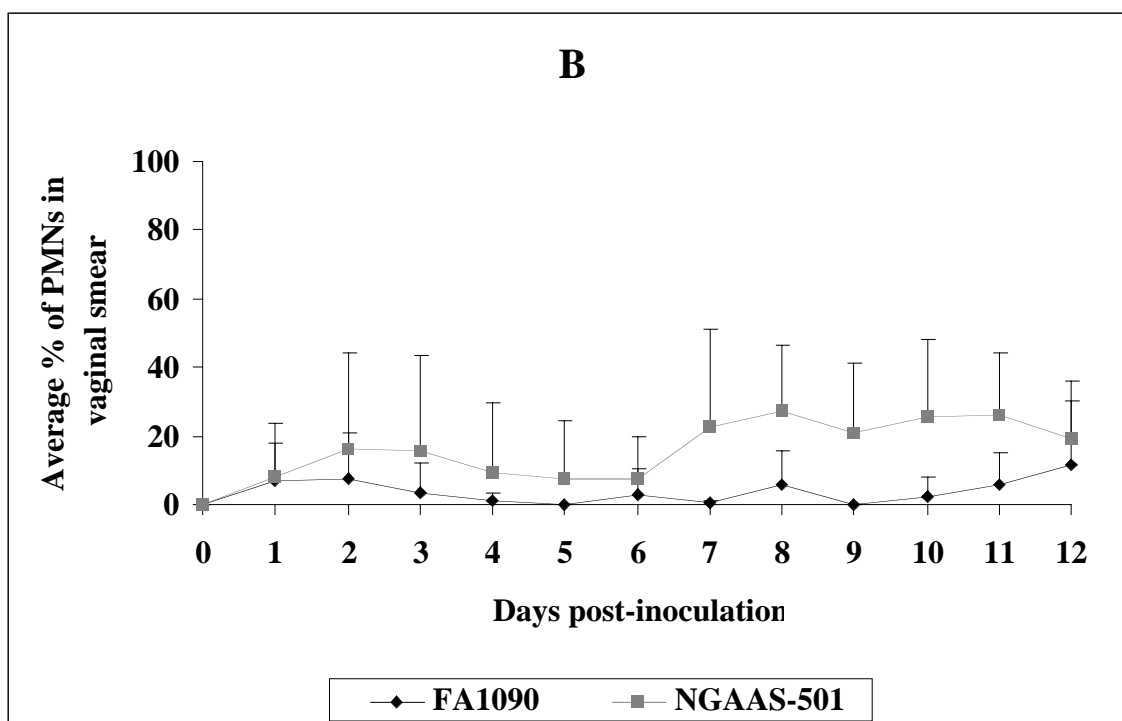 B
Average % of PMNs in
vaginal smear
100
80
60
40
20
0
0 1 2 3 4 5 6 7 8 9 10 11 12
Days post-inoculation
FA1090 NGAAS-501